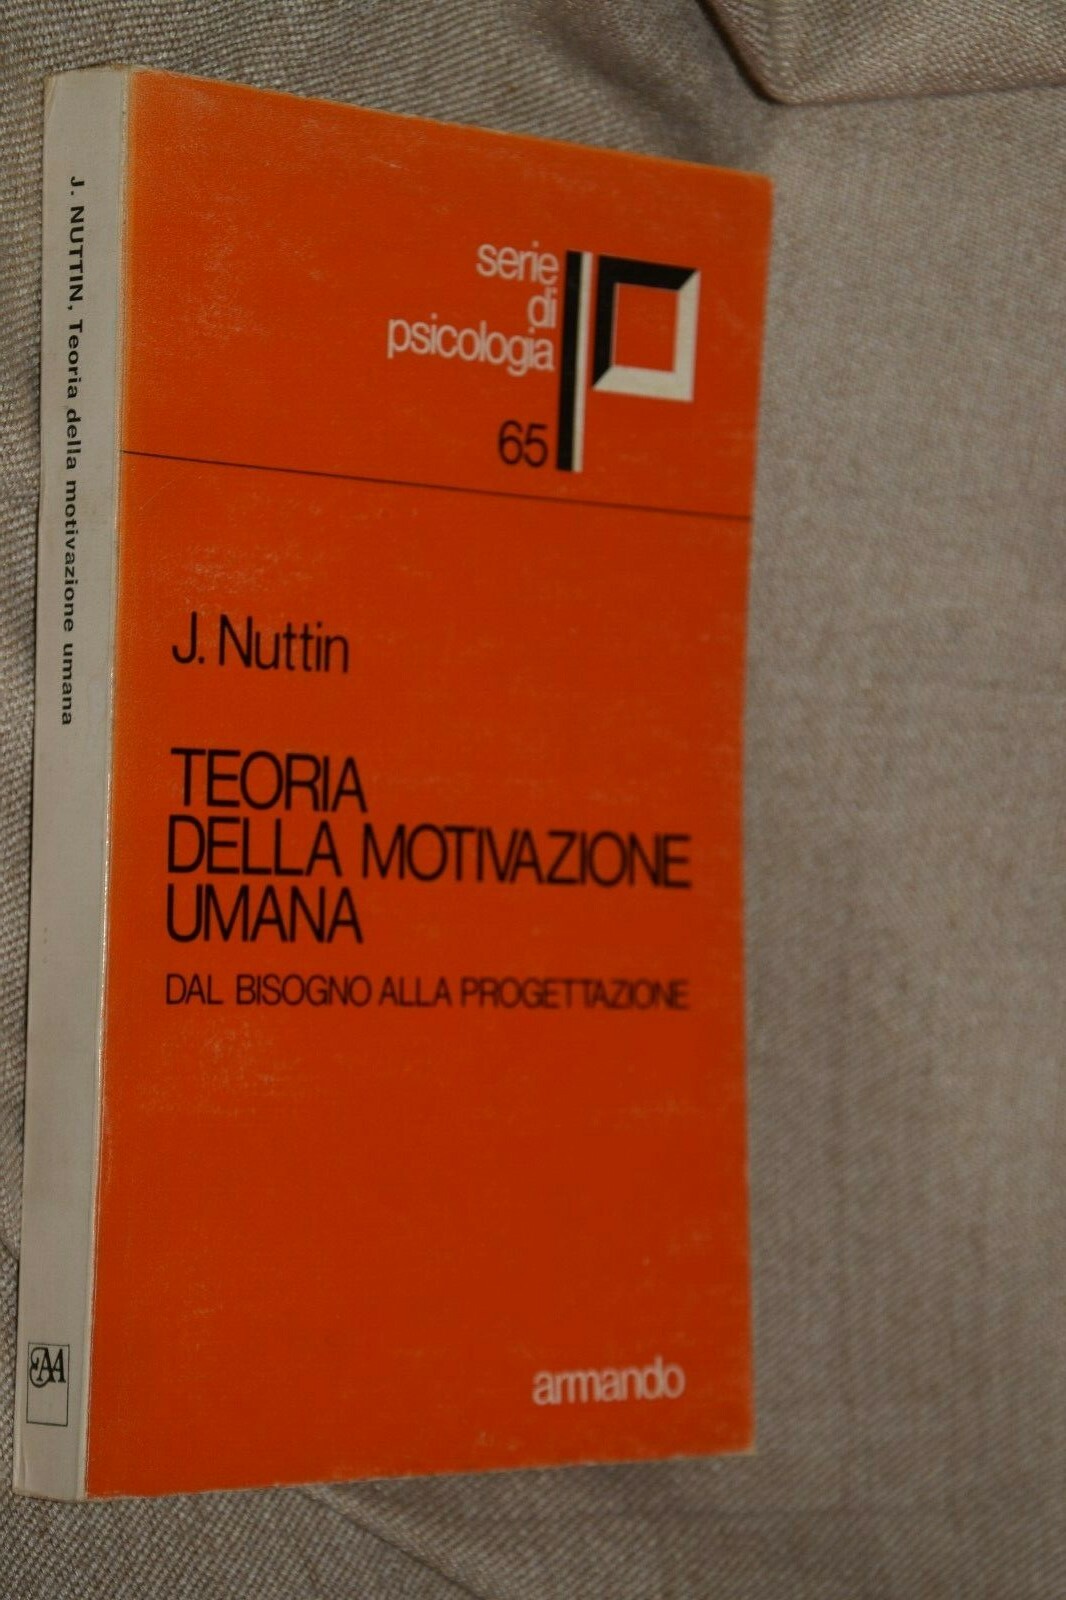 J. NUTTIN, Teoria della motivazione umana
serie
di
psicologia
65
J. Nuttin
TEORIA
DELLA MOTIVAZIONE
UMANA
DAL BISOGNO ALLA PROGETTAZIONE
armando